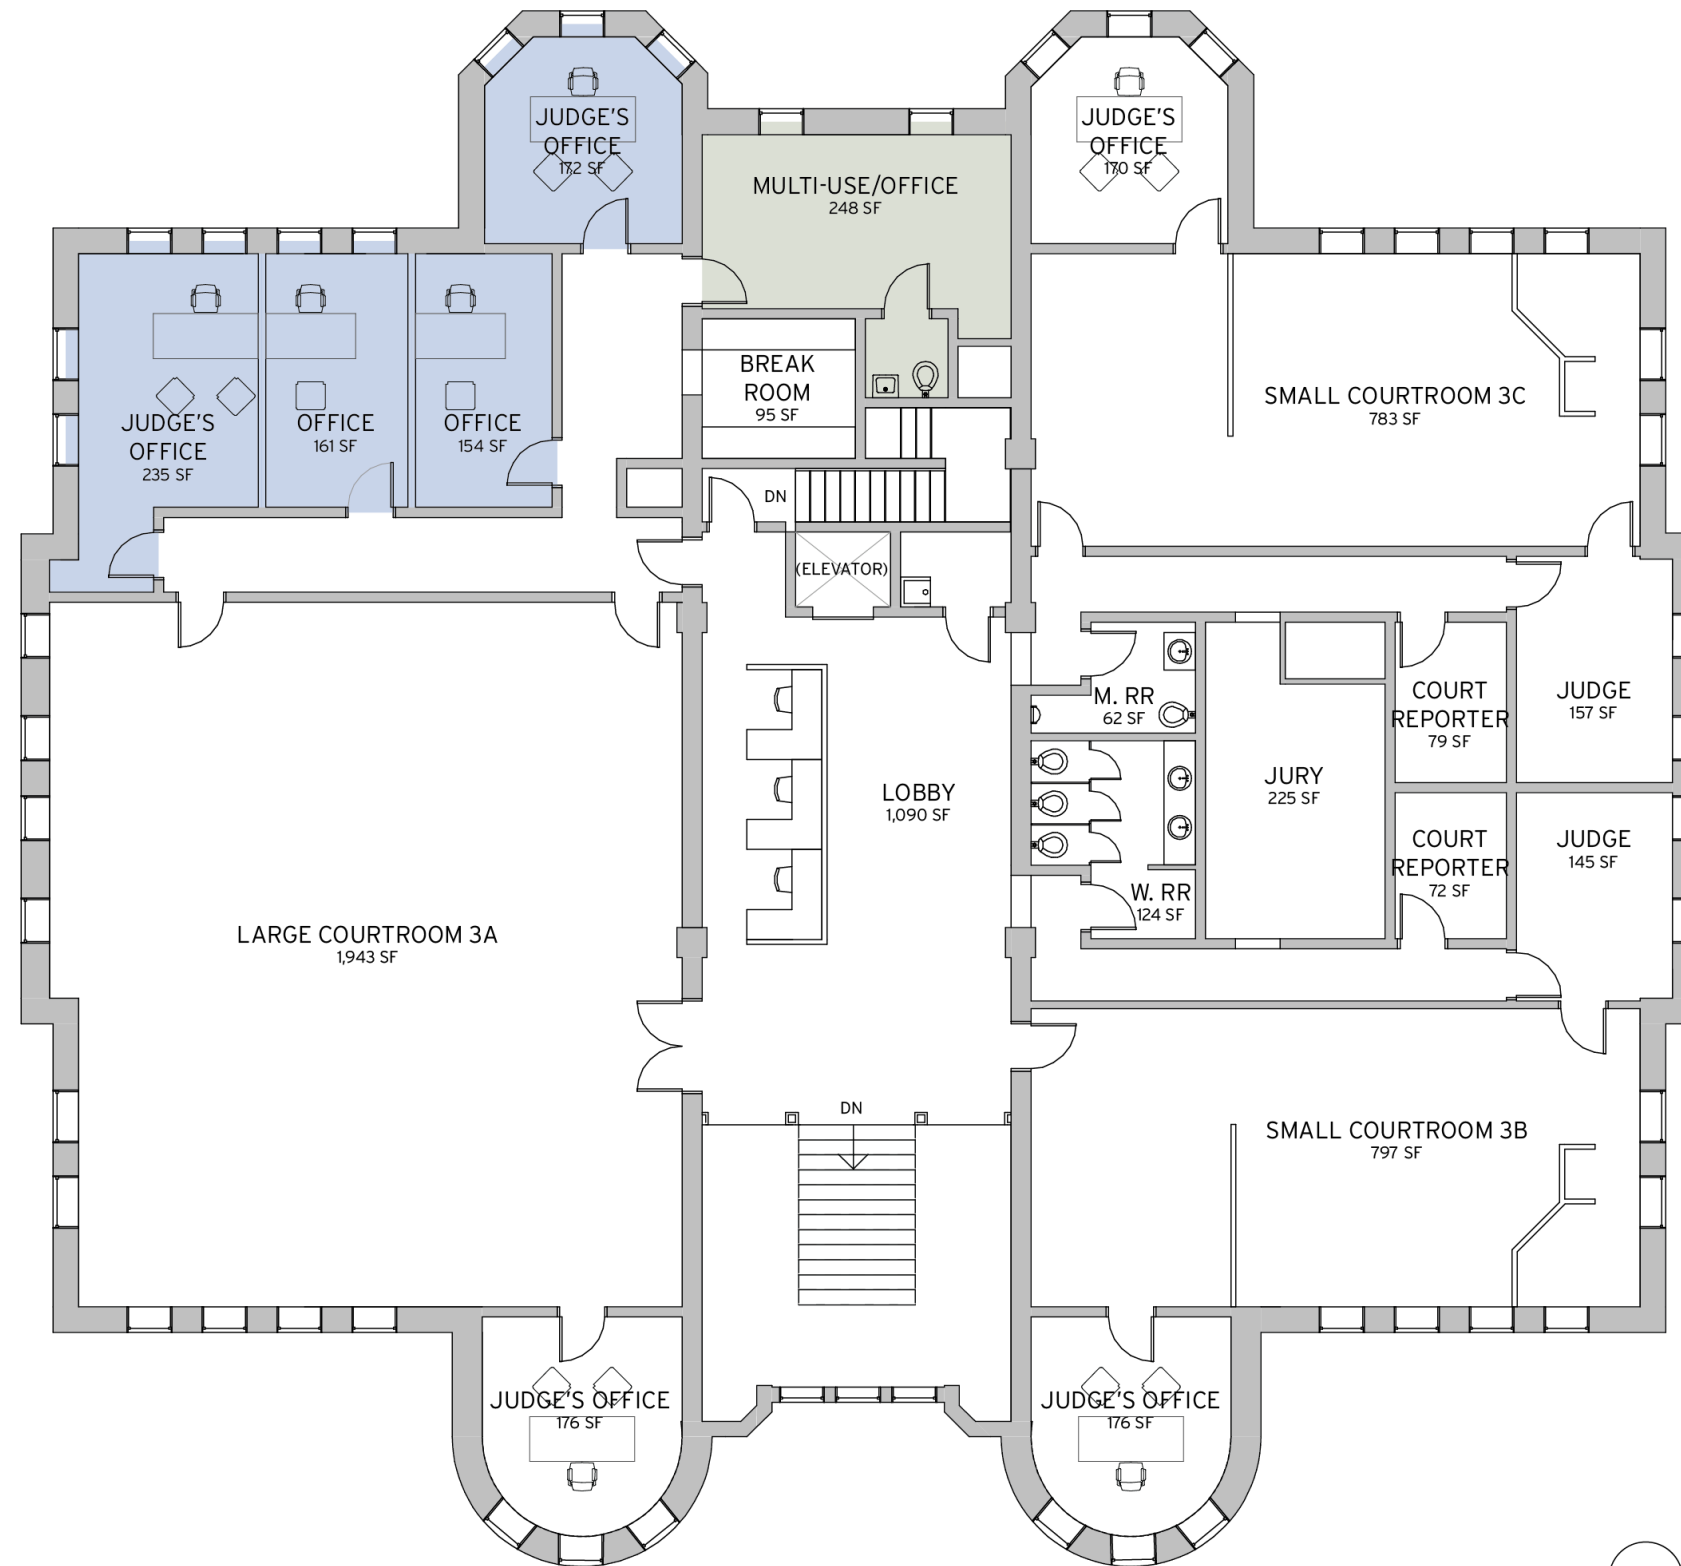 JUDGE'S
OFFICE
172 SF
JUDGE'S
OFFICE
170 SF
MULTI-USE/OFFICE
248 SF
BREAK
ROOM
95 SF
JUDGE'S
OFFICE
235 SF
OFFICE
161 SF
OFFICE
154 SF
SMALL COURTROOM 3C
783 SF
DN
(ELEVATOR)
M. RR
62 SF
COURT
REPORTER
79 SF
JUDGE
157 SF
JURY
225 SF
LOBBY
1,090 SF
COURT
REPORTER
72 SF
JUDGE
145 SF
W. RR
124 SF
LARGE COURTROOM 3A
1,943 SF
DN
SMALL COURTROOM 3B
797 SF
JUDGE'S OFFICE
176 SF
JUDGE'S OFFICE
176 SF